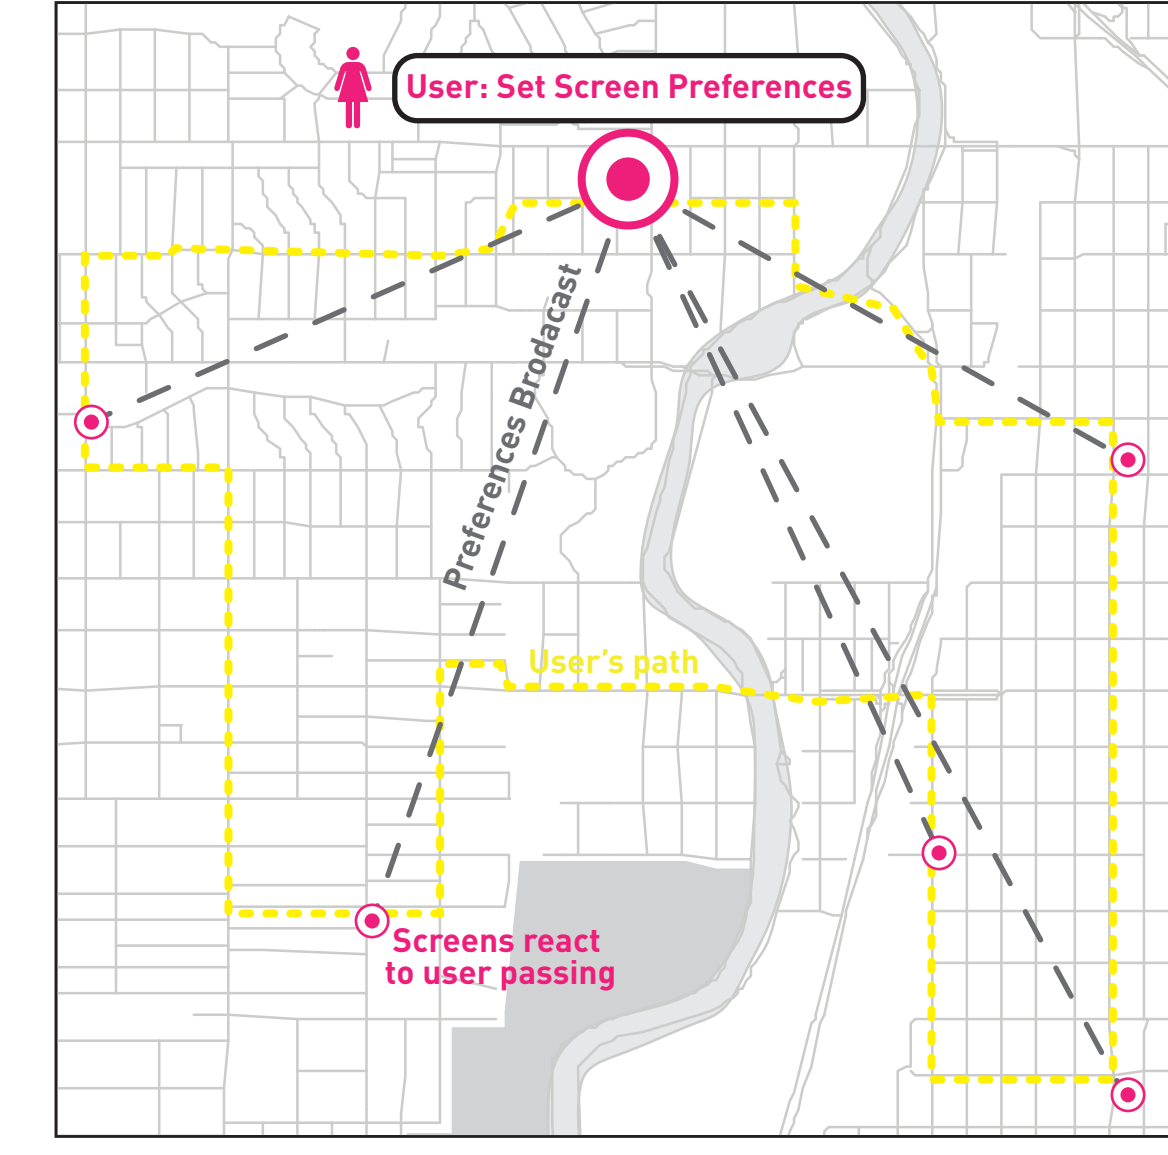 User: Set Screen Preferences
Preferences Brodacast
User's path
Screens react
to user passing